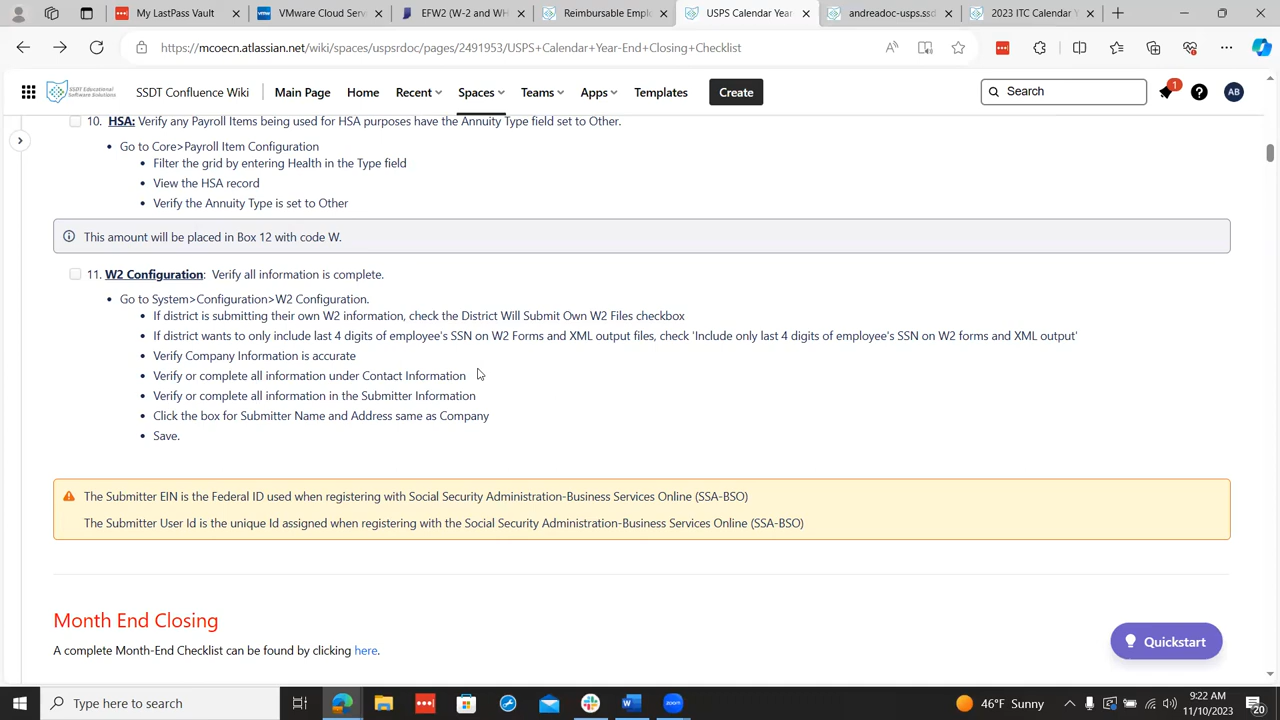 My LastPass Vault
VMware Cloud Serv
EFW2 (W-2 and WH
Reimbursable Empl
USPS Calendar Year
andreadoc-usps.ssd
2023 ITC Calendar Y
https://mcoecn.atlassian.net/wiki/spaces/uspsrdoc/pages/2491953/USPS+Calendar+Year-End+Closing+Checklist
SSDT Educational Software Solutions
SSDT Confluence Wiki
Main Page
Home
Recent
Spaces
Teams
Apps
Templates
Create
Search
1
AB
10. HSA: Verify any Payroll Items being used for HSA purposes have the Annuity Type field set to Other.
• Go to Core>Payroll Item Configuration
• Filter the grid by entering Health in the Type field
• View the HSA record
• Verify the Annuity Type is set to Other
This amount will be placed in Box 12 with code W.
11. W2 Configuration: Verify all information is complete.
• Go to System>Configuration>W2 Configuration.
• If district is submitting their own W2 information, check the District Will Submit Own W2 Files checkbox
• If district wants to only include last 4 digits of employee's SSN on W2 Forms and XML output files, check 'Include only last 4 digits of employee's SSN on W2 forms and XML output'
• Verify Company Information is accurate
• Verify or complete all information under Contact Information
• Verify or complete all information in the Submitter Information
• Click the box for Submitter Name and Address same as Company
• Save.
The Submitter EIN is the Federal ID used when registering with Social Security Administration-Business Services Online (SSA-BSO)
The Submitter User Id is the unique Id assigned when registering with the Social Security Administration-Business Services Online (SSA-BSO)
Month End Closing
A complete Month-End Checklist can be found by clicking here.
Quickstart
Type here to search
46°F Sunny
9:22 AM
11/10/2023
20